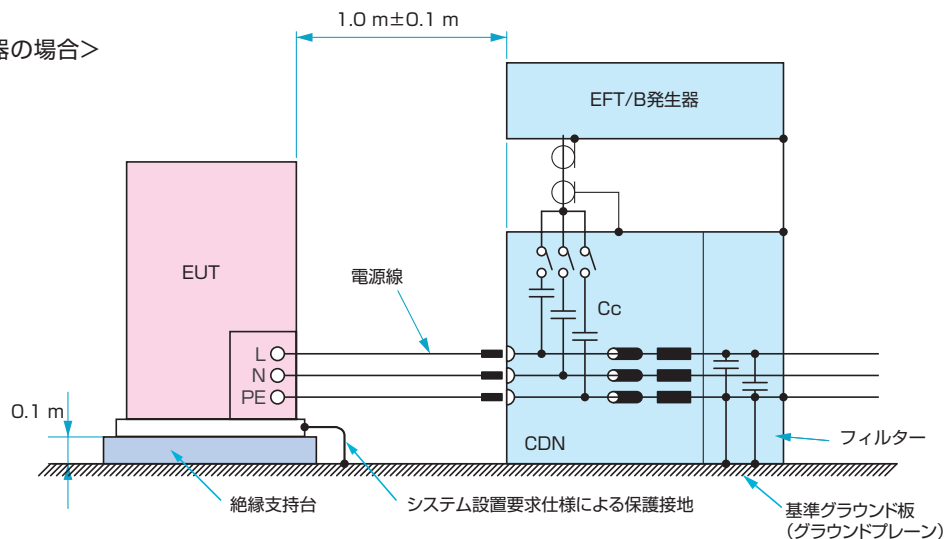 1.0 m±0.1 m
器の場合>
EFT/B発生器
EUT
電源線
Cc
L
N
PE
0.1 m
CDN
フィルター
絶縁支持台
システム設置要求仕様による保護接地
基準グラウンド板
(グラウンドプレーン)